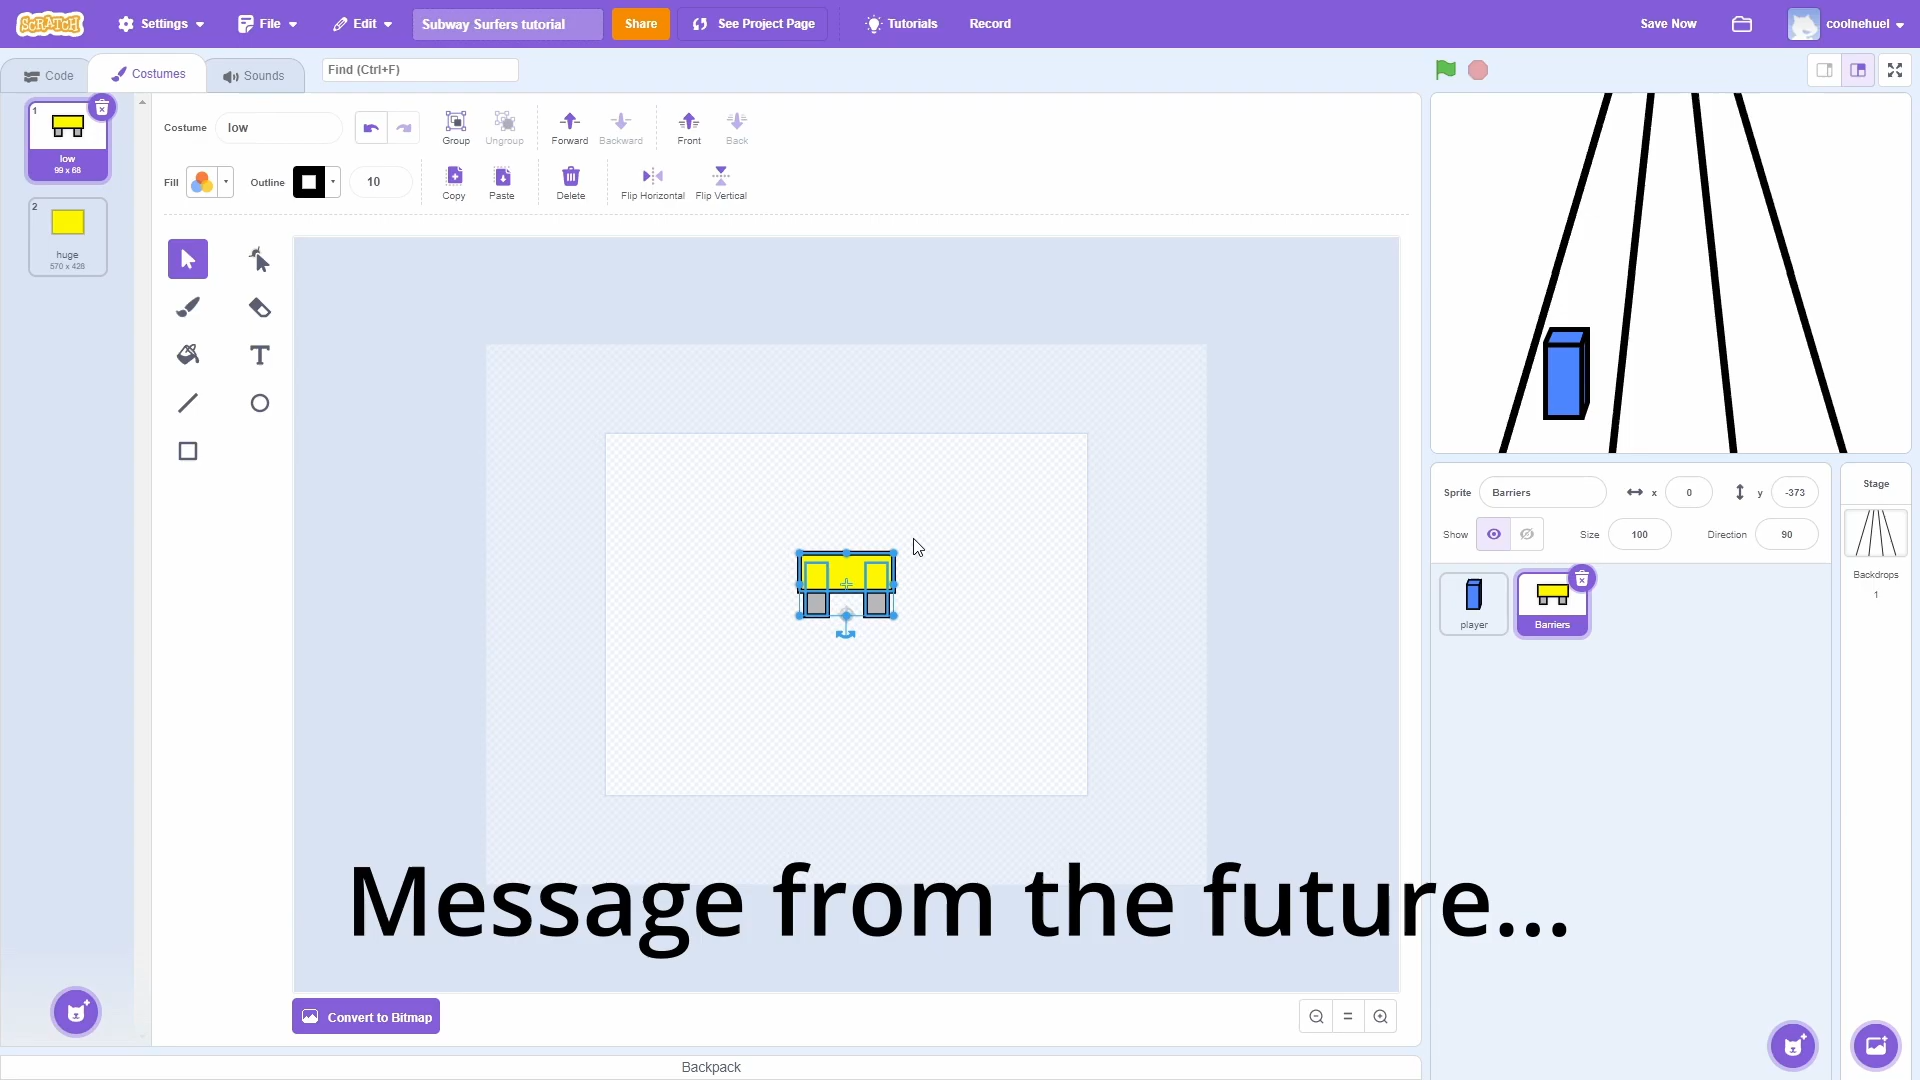 SCRATCH
Settings
File
Edit
Subway Surfers tutorial
Share
See Project Page
Tutorials
Record
Save Now
coolnehuel
Code
Costumes
Sounds
Find (Ctrl+F)
1
low
99 x 68
2
huge
570 x 428
Costume
low
Group
Ungroup
Forward
Backward
Front
Back
Fill
Outline
10
Copy
Paste
Delete
Flip Horizontal
Flip Vertical
T
Sprite
Barriers
x
0
y
-373
Show
Size
100
Direction
90
player
Barriers
Stage
Backdrops
1
Message from the future...
Convert to Bitmap
=
Backpack